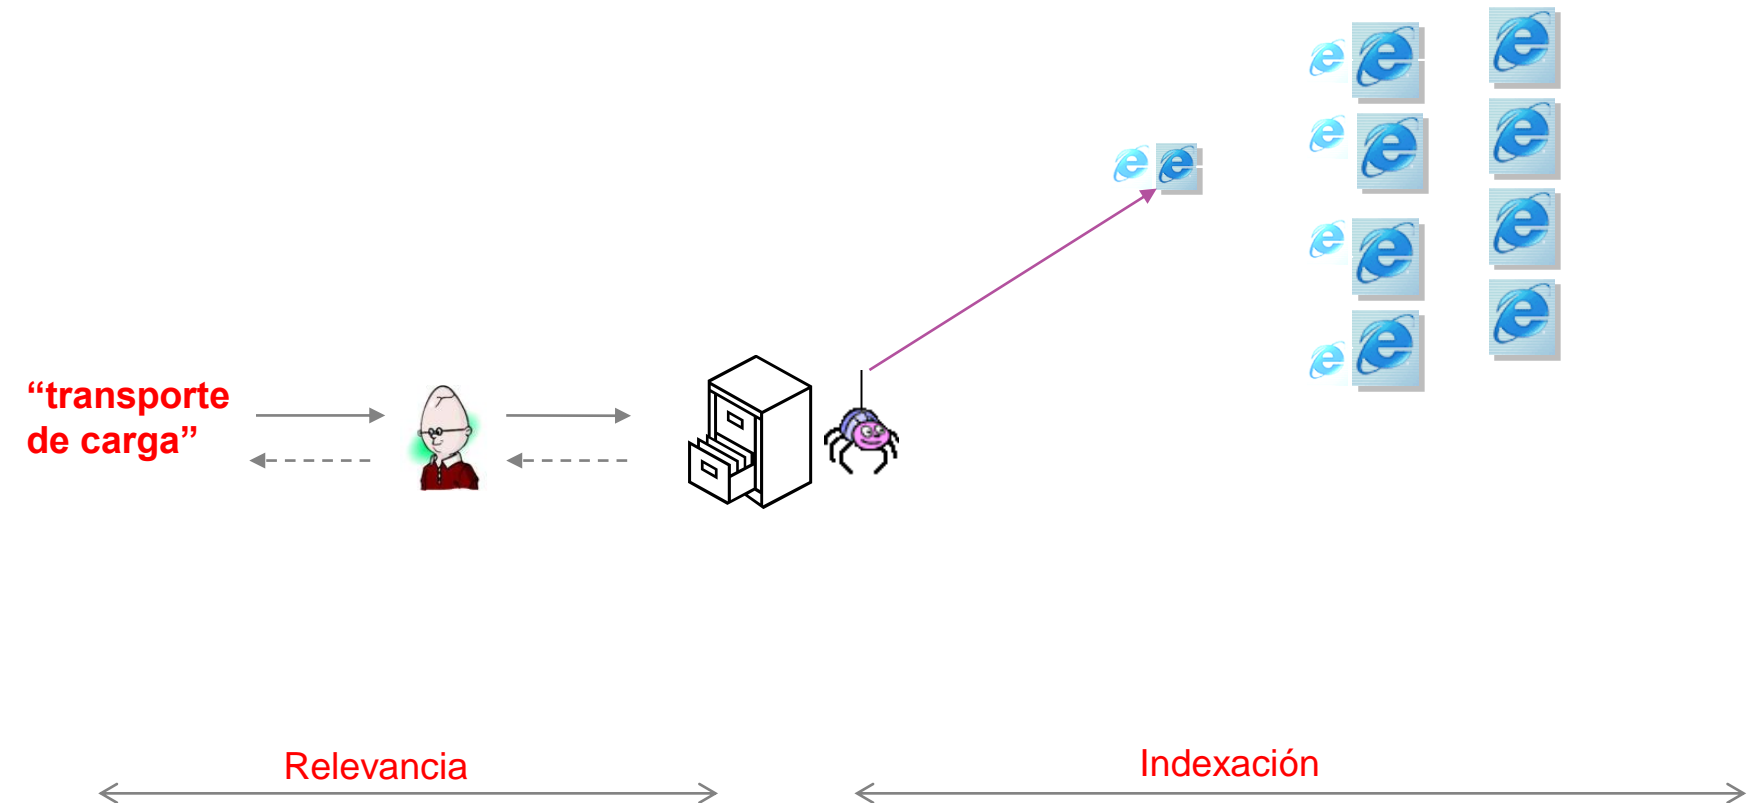 “transporte
de carga”
Relevancia
Indexación